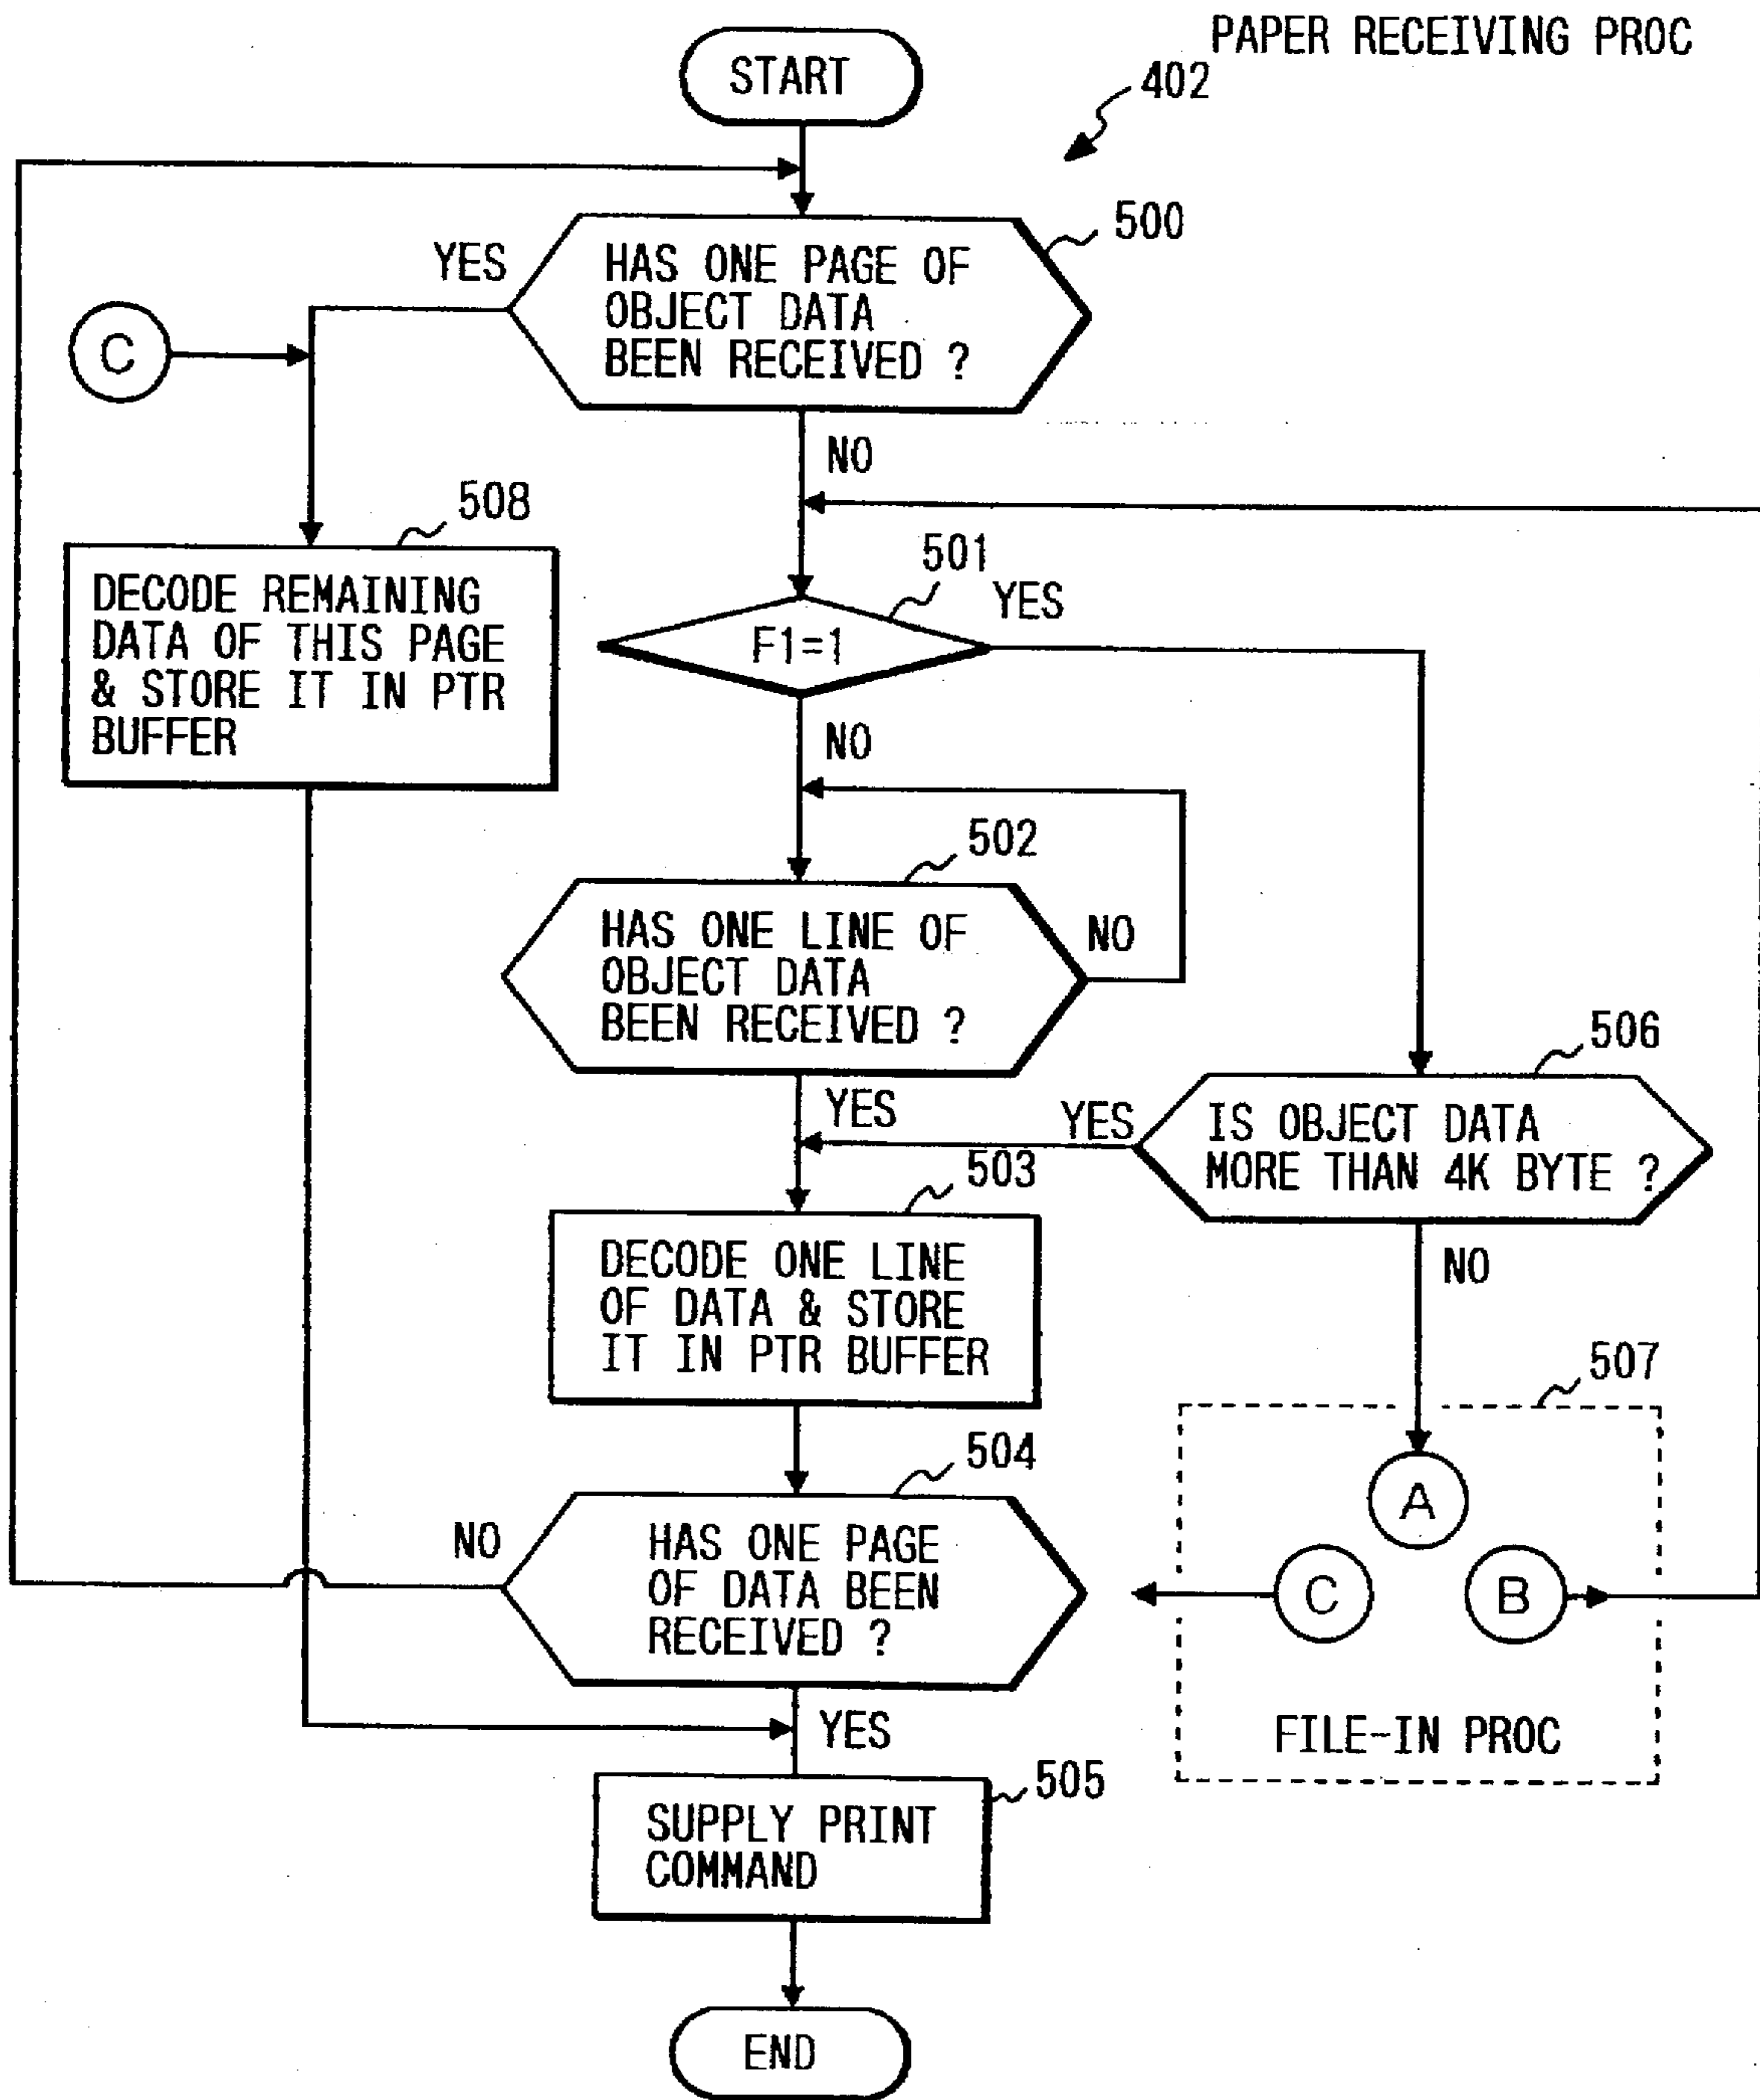 PAPER RECEIVING PROC
402
START
500
YES
HAS ONE PAGE OF
OBJECT DATA
BEEN RECEIVED ?
C
NO
508
501
DECODE REMAINING
DATA OF THIS PAGE
& STORE IT IN PTR
BUFFER
F1=1
YES
NO
502
HAS ONE LINE OF
OBJECT DATA
BEEN RECEIVED ?
NO
506
YES
YES
IS OBJECT DATA
MORE THAN 4K BYTE ?
503
NO
DECODE ONE LINE
OF DATA & STORE
IT IN PTR BUFFER
507
504
A
NO
HAS ONE PAGE
OF DATA BEEN
RECEIVED ?
C
B
YES
FILE-IN PROC
505
SUPPLY PRINT
COMMAND
END